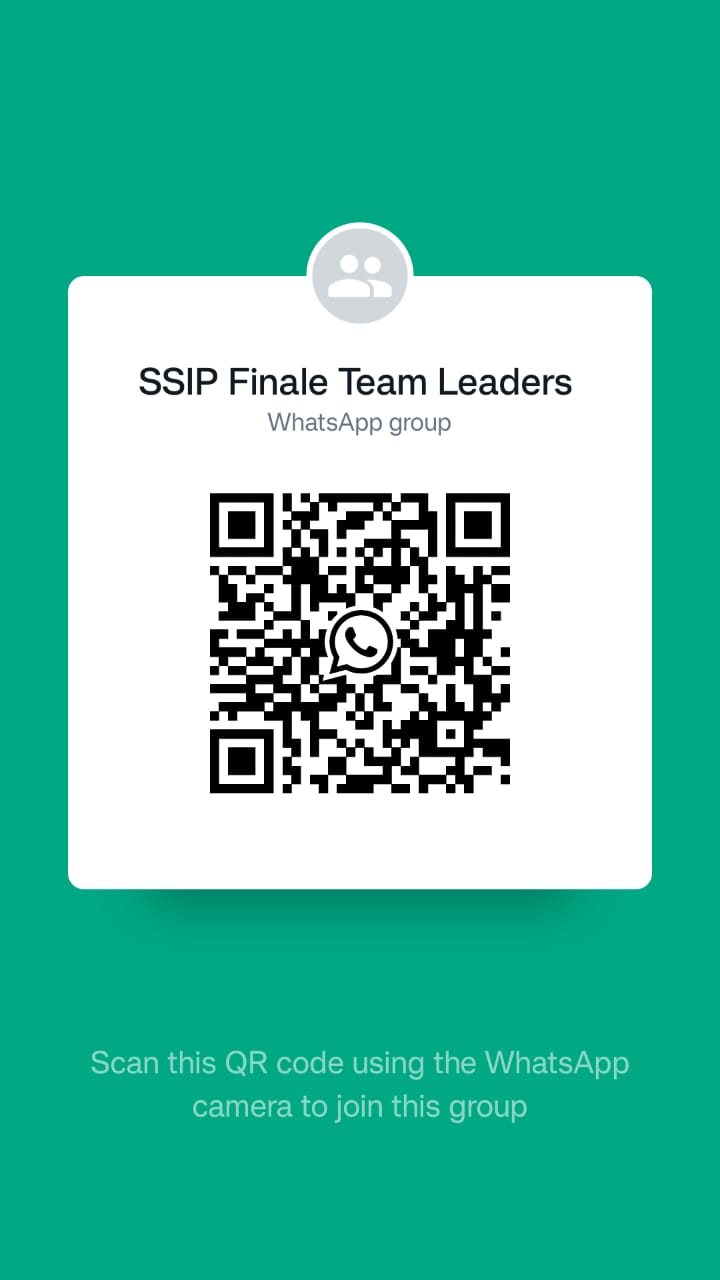 SSIP Finale Team Leaders
WhatsApp group
Scan this QR code using the WhatsApp
camera to join this group